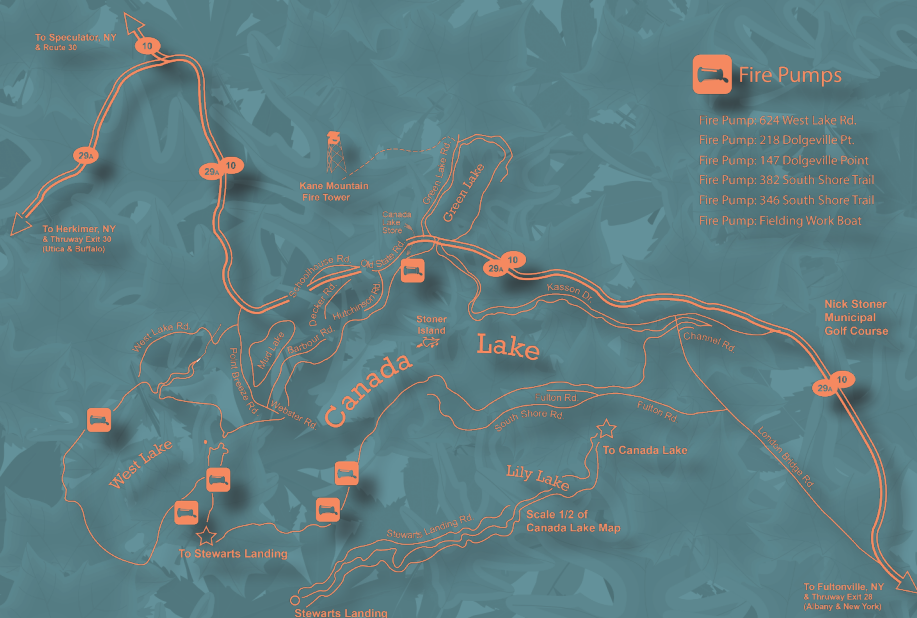 To Speculator, NY
& Route 30
10
29A
29A 10
To Herkimer, NY
& Thruway Exit 30
(Utica & Buffalo)
Fire Pumps
Fire Pump: 624 West Lake Rd.
Fire Pump: 218 Dolgeville Pt.
Fire Pump: 147 Dolgeville Point
Fire Pump: 382 South Shore Trail
Fire Pump: 346 South Shore Trail
Fire Pump: Fielding Work Boat
Kane Mountain
Fire Tower
Green Lake Rd.
Green Lake
Canada
Lake
Store
Old State Rd.
Schoolhouse Rd.
Decker Rd.
Hutchinson Rd.
Barbout Rd.
Mud Lake
29A 10
Kasson Dr.
Channel Rd
Nick Stoner
Municipal
Golf Course
29A 10
West Lake Rd.
Point Breeze Rd.
Webster Rd.
Stoner
Island
Canada
Lake
Fulton Rd.
South Shore Rd.
Fulton Rd.
London Bridge Rd.
West Lake
To Canada Lake
Lily Lake
Scale 1/2 of
Canada Lake Map
Stewarts Landing Rd.
To Stewarts Landing
Stewarts Landing
To Fultonville, NY
& Thruway Exit 28
(Albany & New York)